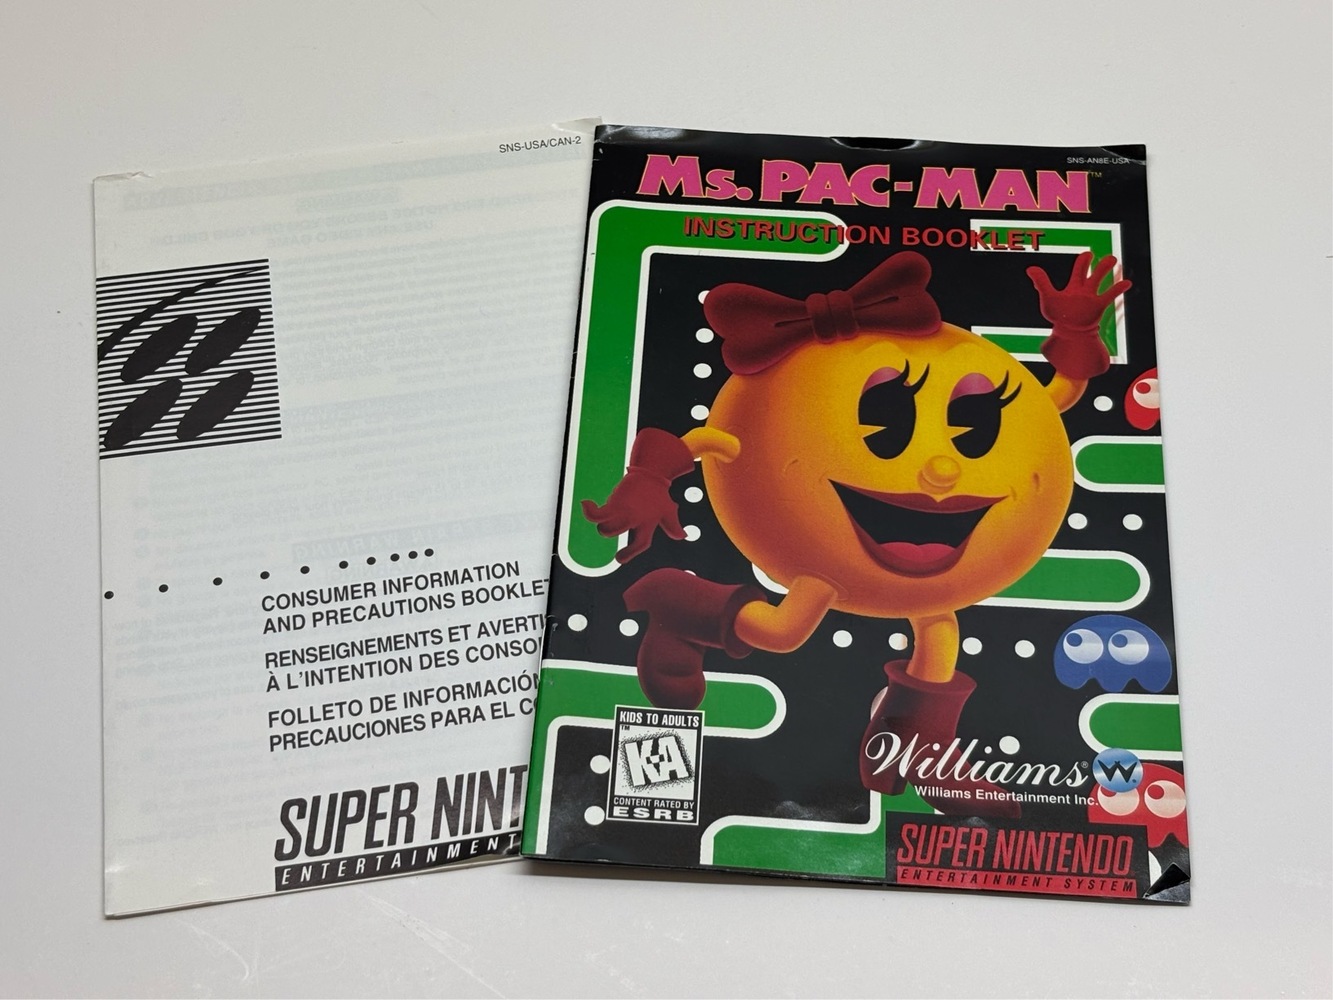 SNS-USA/CAN-2
CONSUMER INFORMATION
AND PRECAUTIONS BOOKLET
RENSEIGNEMENTS ET AVERTI
À L'INTENTION DES CONSO
FOLLETO DE INFORMACIÓN
PRECAUCIONES PARA EL C
SUPER NINT
ENTERTAINMENT
SNS-AN8E-USA
Ms. PAC-MAN™
INSTRUCTION BOOKLET
KIDS TO ADULTS
™
K-A
CONTENT RATED BY
ESRB
Williams®
W
Williams Entertainment Inc.
SUPER NINTENDO
ENTERTAINMENT SYSTEM